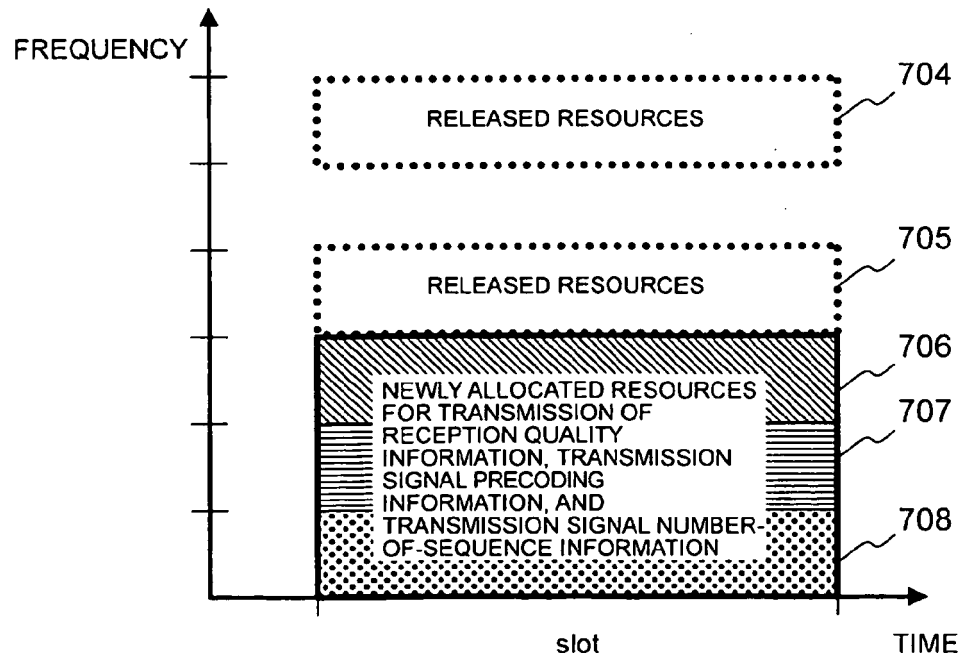 FREQUENCY
RELEASED RESOURCES
704
RELEASED RESOURCES
705
706
NEWLY ALLOCATED RESOURCES
FOR TRANSMISSION OF
RECEPTION QUALITY
INFORMATION, TRANSMISSION
SIGNAL PRECODING
INFORMATION, AND
TRANSMISSION SIGNAL NUMBER-
OF-SEQUENCE INFORMATION
707
708
slot
TIME